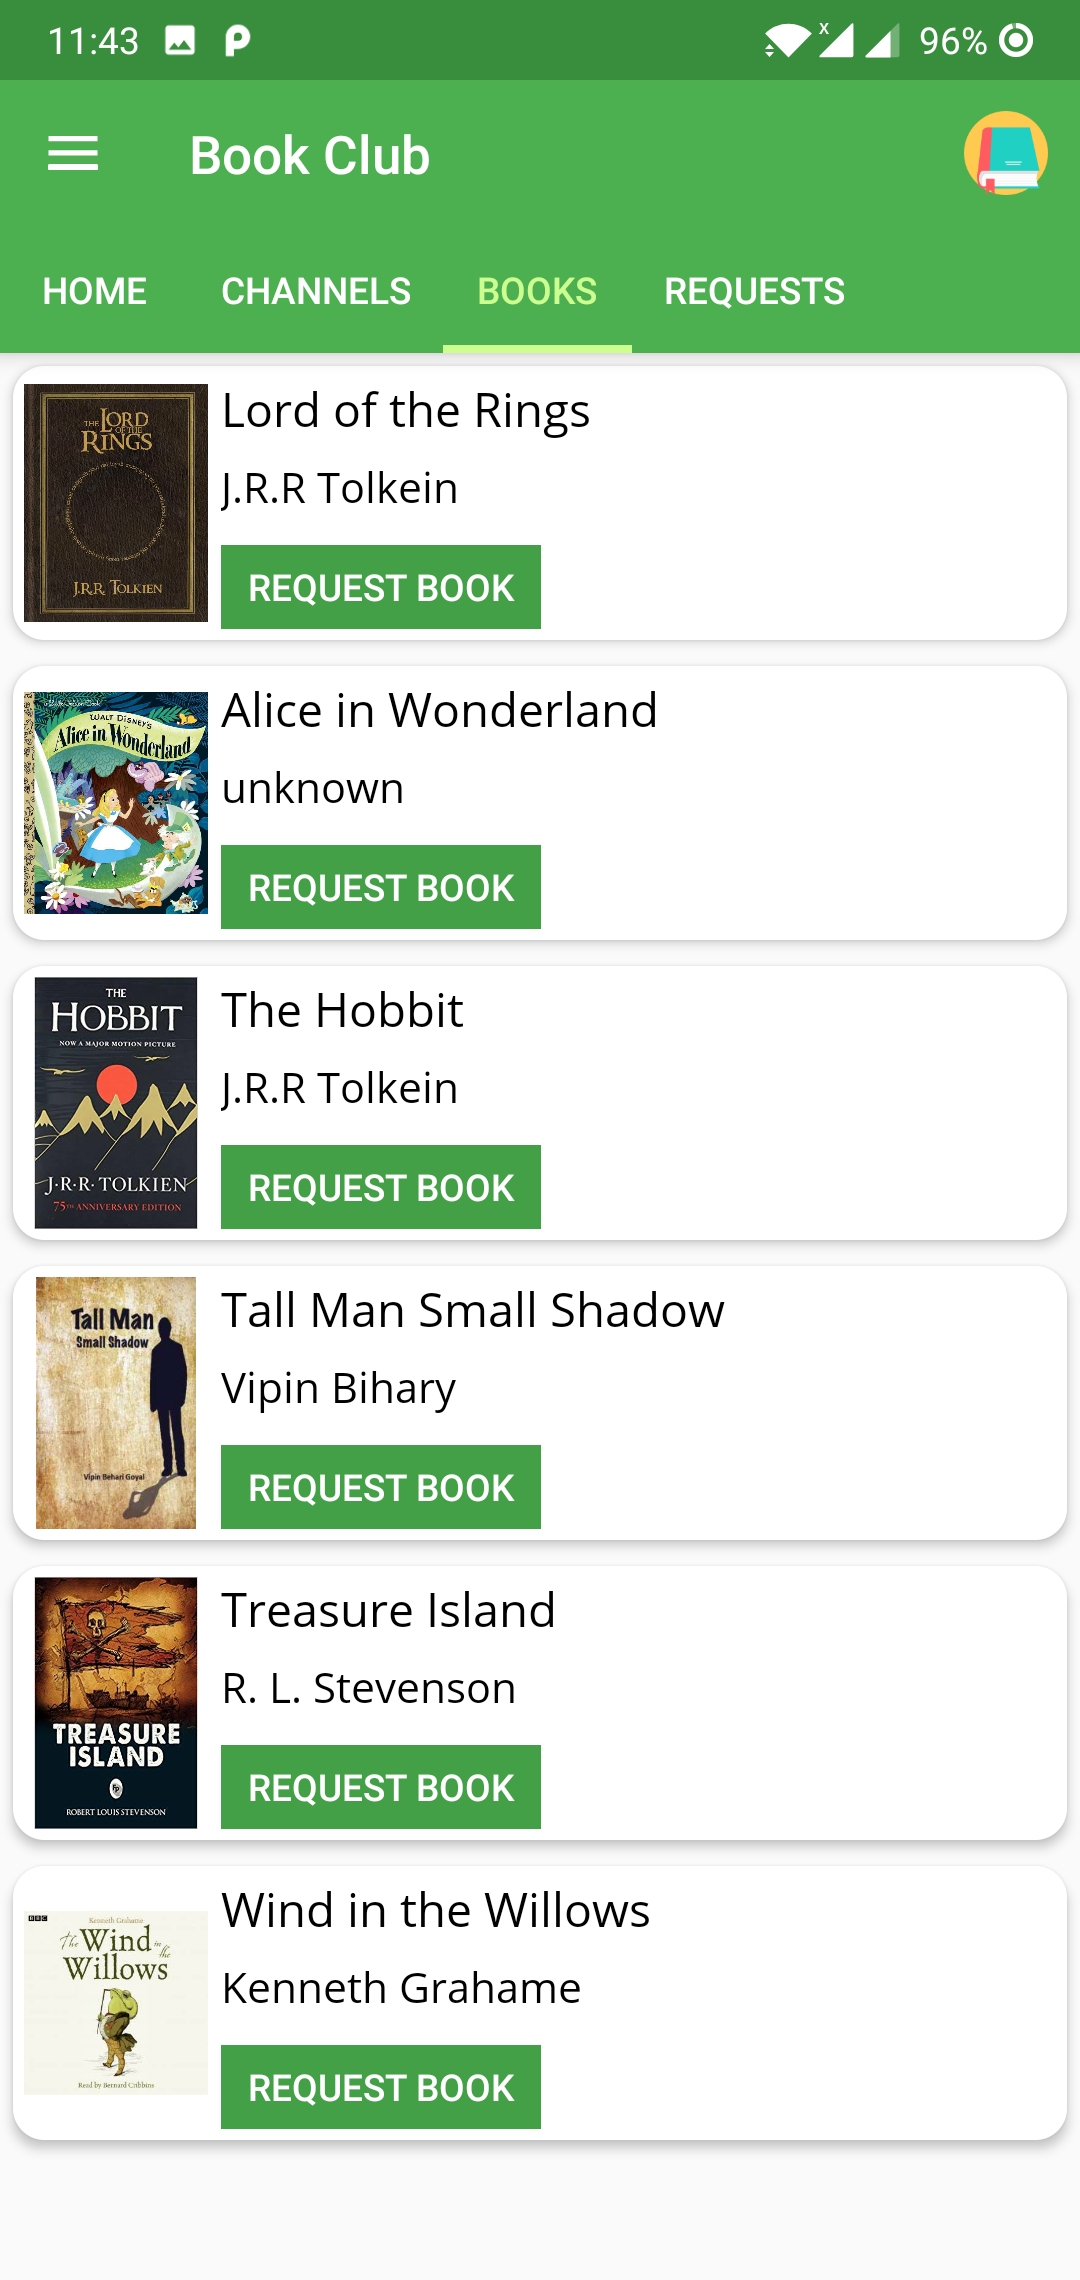 11:43
x
96%
Book Club
HOME CHANNELS BOOKS REQUESTS
THE LORD
OF THE
RINGS
J.R.R. TOLKIEN
Lord of the Rings
J.R.R Tolkein
REQUEST BOOK
WALT DISNEY'S
Alice in Wonderland
Alice in Wonderland
unknown
REQUEST BOOK
THE
HOBBIT
NOW A MAJOR MOTION PICTURE
J·R·R·TOLKIEN
75TH ANNIVERSARY EDITION
The Hobbit
J.R.R Tolkein
REQUEST BOOK
Tall Man
Small Shadow
Vipin Behari Goyal
Tall Man Small Shadow
Vipin Bihary
REQUEST BOOK
TREASURE
ISLAND
FP
ROBERT LOUIS STEVENSON
Treasure Island
R. L. Stevenson
REQUEST BOOK
BBC
Kenneth Grahame
The Wind in the
Willows
Read by Bernard Cribbins
Wind in the Willows
Kenneth Grahame
REQUEST BOOK